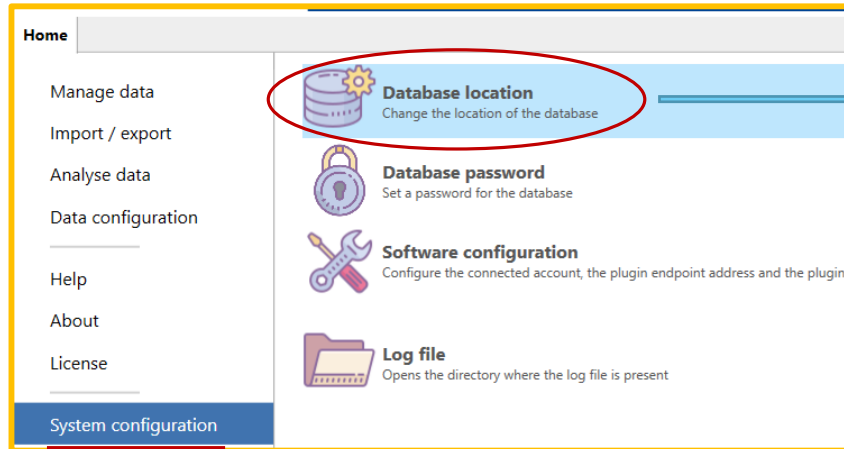 Home
Manage data
Import / export
Analyse data
Data configuration
Help
About
License
System configuration
Database location
Change the location of the database
Database password
Set a password for the database
Software configuration
Configure the connected account, the plugin endpoint address and the plugin
Log file
Opens the directory where the log file is present